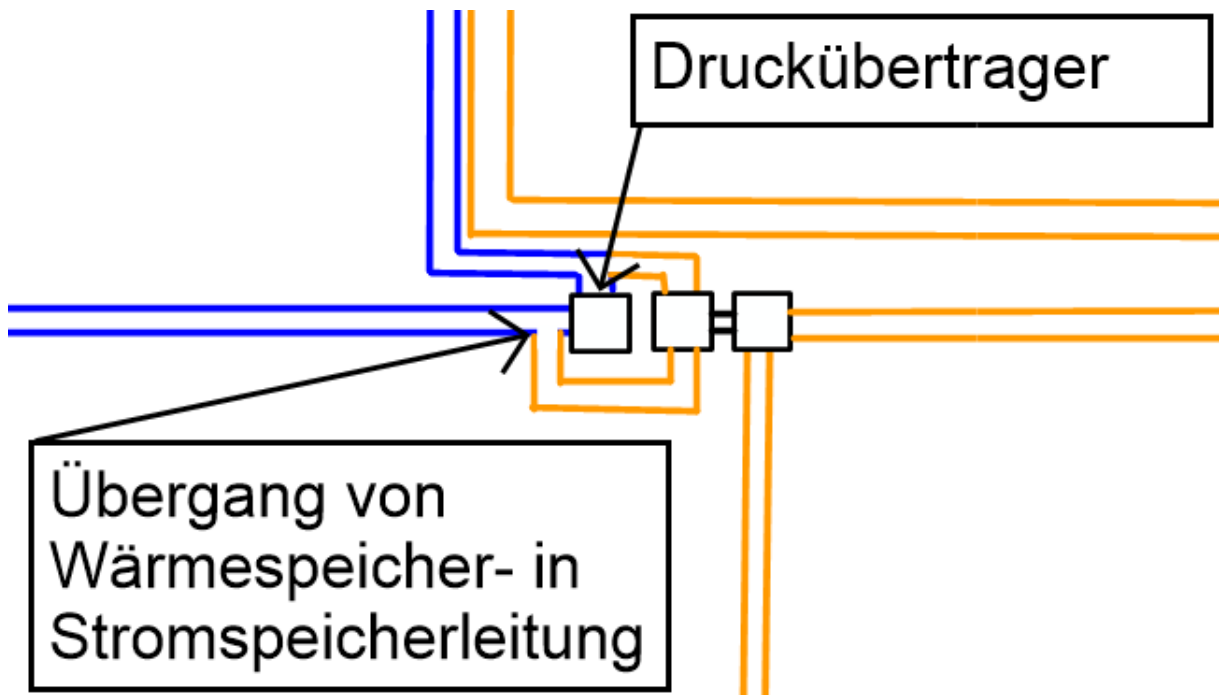 Druckübertrager
Übergang von
Wärmespeicher- in
Stromspeicherleitung